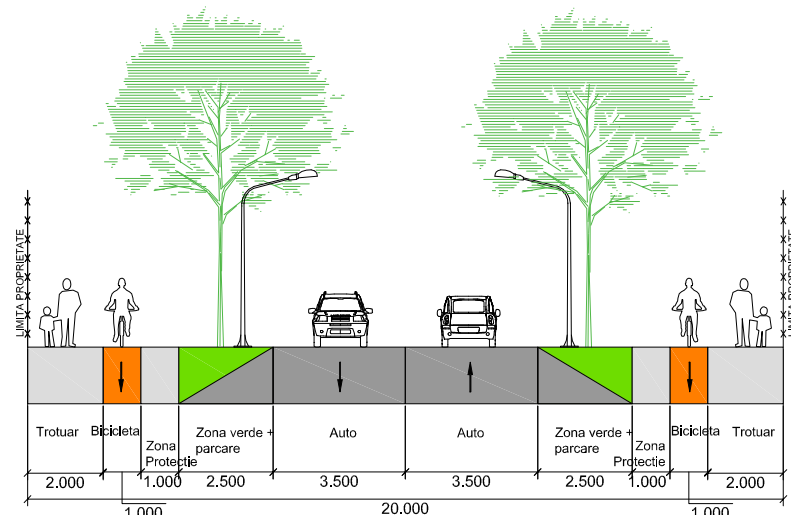 LIMITA PROPRIETATE
LIMITA PROPRIETATE
Trotuar
Bicicleta
Zona
Protectie
Zona verde +
parcare
Auto
Auto
Zona verde +
parcare
Zona
Protectie
Bicicleta
Trotuar
2.000
1.000
2.500
3.500
3.500
2.500
1.000
2.000
1.000
20.000
1.000